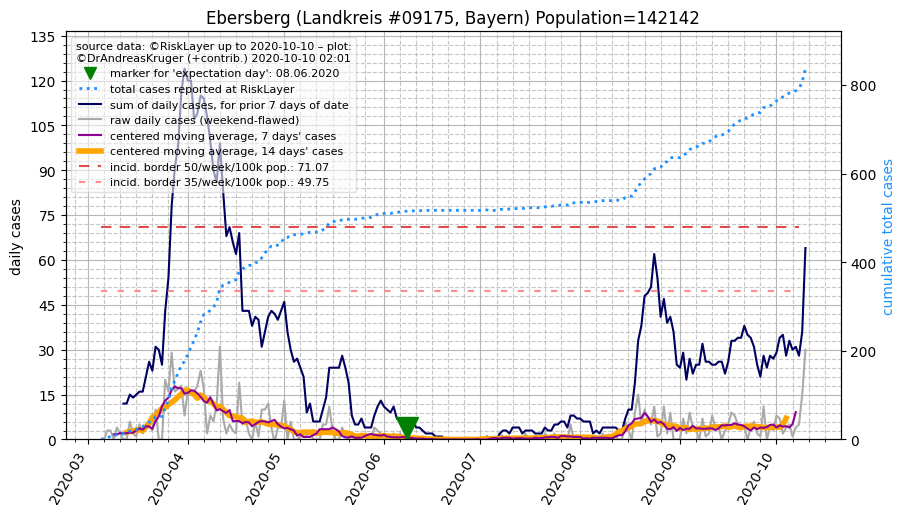 Ebersberg (Landkreis #09175, Bayern) Population=142142
source data: ©RiskLayer up to 2020-10-10 – plot:
©DrAndreasKruger (+contrib.) 2020-10-10 02:01
marker for 'expectation day': 08.06.2020
total cases reported at RiskLayer
sum of daily cases, for prior 7 days of date
raw daily cases (weekend-flawed)
centered moving average, 7 days' cases
centered moving average, 14 days' cases
incid. border 50/week/100k pop.: 71.07
incid. border 35/week/100k pop.: 49.75
daily cases
135
120
105
90
75
60
45
30
15
0
cumulative total cases
800
600
400
200
0
2020-03
2020-04
2020-05
2020-06
2020-07
2020-08
2020-09
2020-10